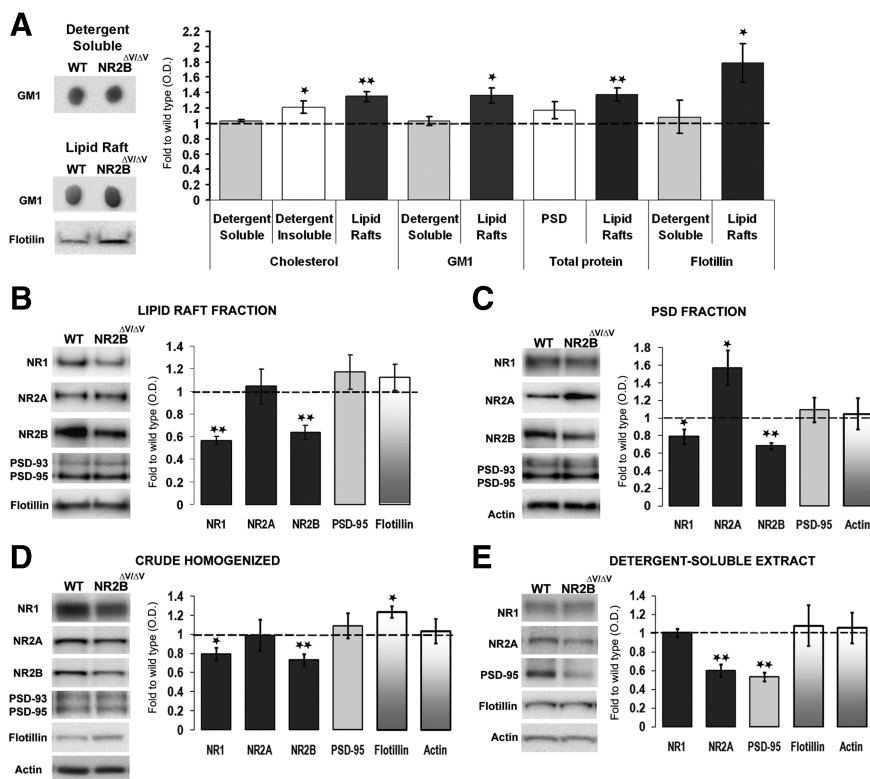 A
Detergent
Soluble
WT NR2B ΔV/ΔV
GM1
Lipid Raft
WT NR2B ΔV/ΔV
GM1
Flotilin
Fold to wild type (O.D.)
2.2
2
1.8
1.6
1.4
1.2
1
0.8
0.6
0.4
0.2
0
★ ★★ ★ ★★ ★
Detergent Soluble
Detergent Insoluble
Lipid Rafts
Detergent Soluble
Lipid Rafts
PSD
Lipid Rafts
Detergent Soluble
Lipid Rafts
Cholesterol GM1 Total protein Flotillin
B
LIPID RAFT FRACTION
WT NR2B ΔV/ΔV
NR1
NR2A
NR2B
PSD-93
PSD-95
Flotillin
Fold to wild type (O.D.)
1.4
1.2
1
0.8
0.6
0.4
0.2
0
★★ ★★
NR1 NR2A NR2B PSD-95 Flotillin
C
PSD FRACTION
WT NR2B ΔV/ΔV
NR1
NR2A
NR2B
PSD-93
PSD-95
Actin
Fold to wild type (O.D.)
1.8
1.6
1.4
1.2
1
0.8
0.6
0.4
0.2
0
★ ★ ★★
NR1 NR2A NR2B PSD-95 Actin
D
CRUDE HOMOGENIZED
WT NR2B ΔV/ΔV
NR1
NR2A
NR2B
PSD-93
PSD-95
Flotillin
Actin
Fold to wild type (O.D.)
1.4
1.2
1
0.8
0.6
0.4
0.2
0
★ ★★ ★
NR1 NR2A NR2B PSD-95 Flotillin Actin
E
DETERGENT-SOLUBLE EXTRACT
WT NR2B ΔV/ΔV
NR1
NR2A
PSD-95
Flotillin
Actin
Fold to wild type (O.D.)
1.4
1.2
1
0.8
0.6
0.4
0.2
0
★★ ★★
NR1 NR2A PSD-95 Flotillin Actin